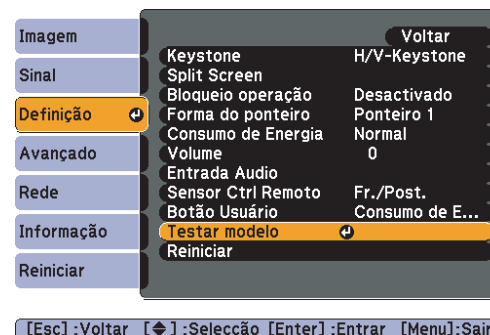 Imagem
Sinal
Definição
Avançado
Rede
Informação
Reiniciar
Voltar
Keystone H/V-Keystone
Split Screen
Bloqueio operação Desactivado
Forma do ponteiro Ponteiro 1
Consumo de Energia Normal
Volume 0
Entrada Audio
Sensor Ctrl Remoto Fr./Post.
Botão Usuário Consumo de E...
Testar modelo
Reiniciar
[Esc] :Voltar [◆] :Selecção [Enter] :Entrar [Menu]:Sair